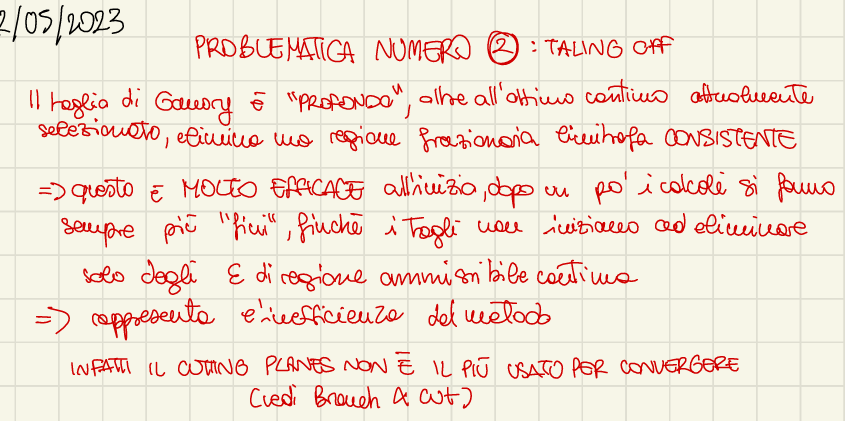 2/05/2023
PROBLEMATICA NUMERO 2 : TALING OFF
Il taglio di Gomory è "PROFONDO", oltre all'ottimo continuo attualmente
selezionato, elimina una regione frazionaria limitrofa CONSISTENTE
=> questo è MOLTO EFFICACE all'inizio, dopo un po' i calcoli si fanno
sempre più "fini", finché i tagli non iniziano ad eliminare
solo degli ε di regione ammissibile continua
=> rappresenta l'inefficienza del metodo
INFATTI IL CUTTING PLANES NON È IL PIÙ USATO PER CONVERGERE
(vedi Branch & Cut)